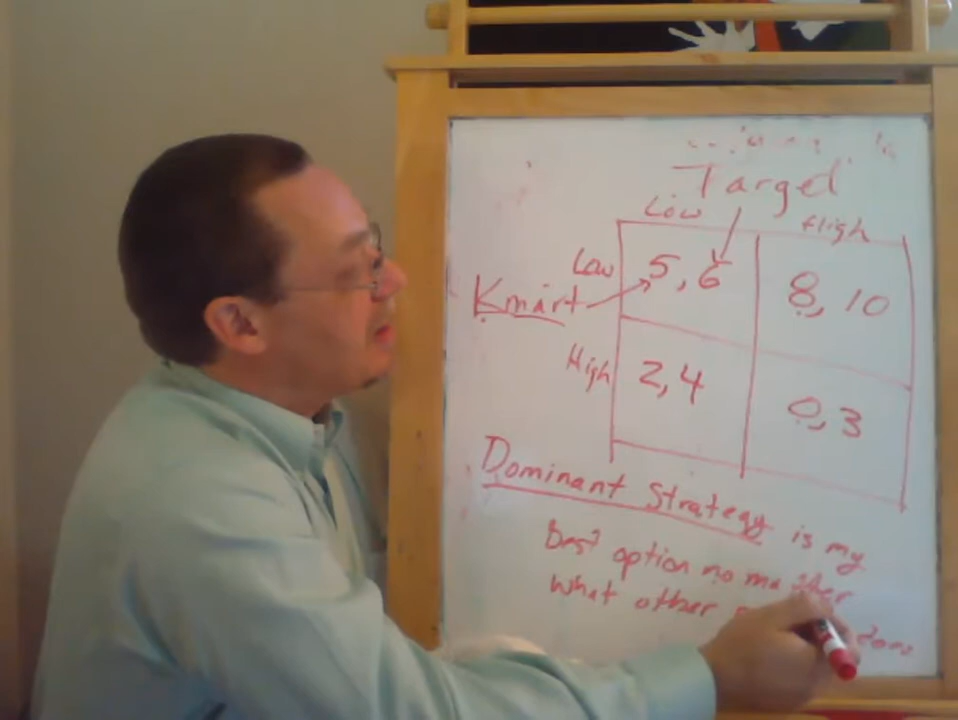 Target
Low High
Low 5, 6 8, 10
Kmart
High 2, 4 0, 3
Dominant Strategy is my
Best option no matter
what other